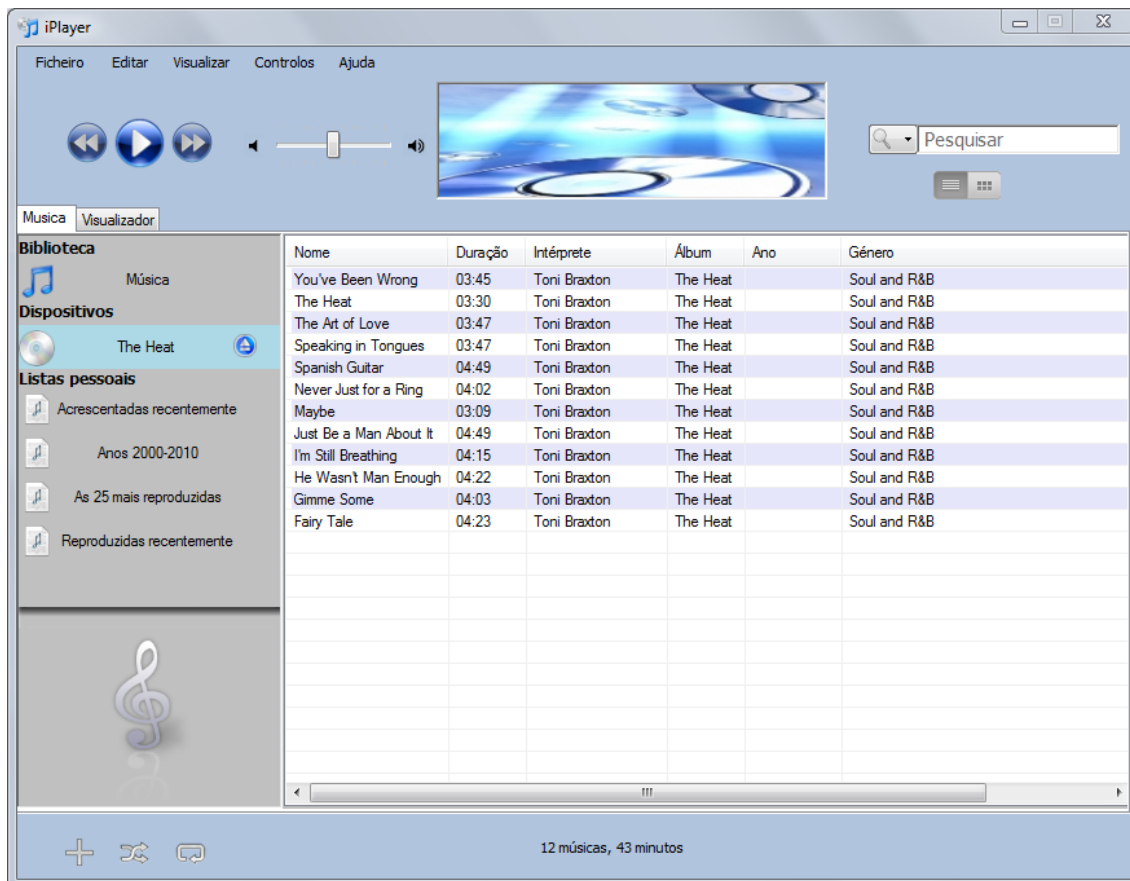 iPlayer
Ficheiro Editar Visualizar Controlos Ajuda
Pesquisar
Musica Visualizador
Biblioteca
Música
Dispositivos
The Heat
Listas pessoais
Acrescentadas recentemente
Anos 2000-2010
As 25 mais reproduzidas
Reproduzidas recentemente
Nome Duração Intérprete Álbum Ano Género
You've Been Wrong 03:45 Toni Braxton The Heat Soul and R&B
The Heat 03:30 Toni Braxton The Heat Soul and R&B
The Art of Love 03:47 Toni Braxton The Heat Soul and R&B
Speaking in Tongues 03:47 Toni Braxton The Heat Soul and R&B
Spanish Guitar 04:49 Toni Braxton The Heat Soul and R&B
Never Just for a Ring 04:02 Toni Braxton The Heat Soul and R&B
Maybe 03:09 Toni Braxton The Heat Soul and R&B
Just Be a Man About It 04:49 Toni Braxton The Heat Soul and R&B
I'm Still Breathing 04:15 Toni Braxton The Heat Soul and R&B
He Wasn't Man Enough 04:22 Toni Braxton The Heat Soul and R&B
Gimme Some 04:03 Toni Braxton The Heat Soul and R&B
Fairy Tale 04:23 Toni Braxton The Heat Soul and R&B
12 músicas, 43 minutos